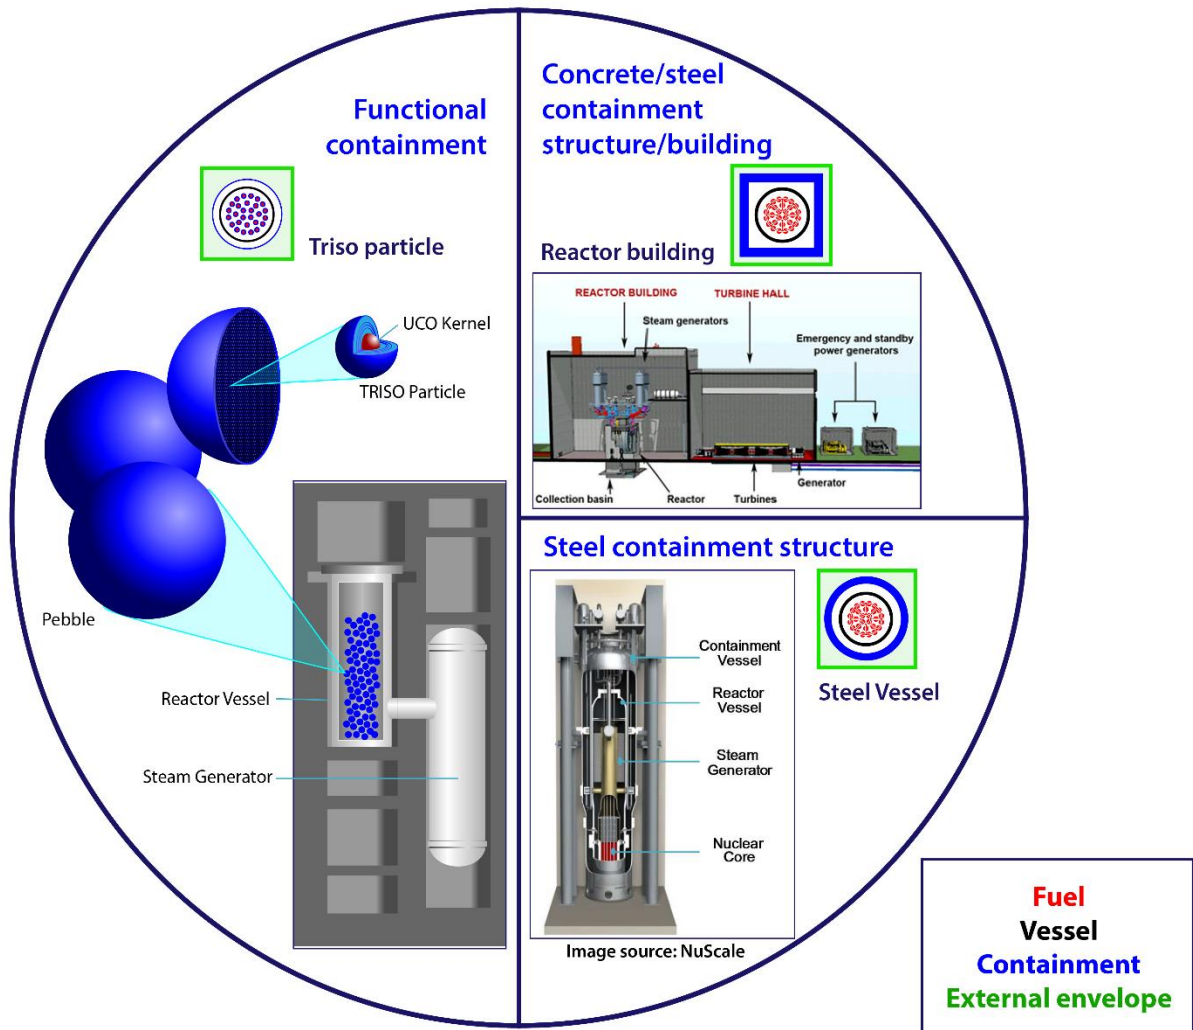 Functional
containment
Triso particle
UCO Kernel
TRISO Particle
Pebble
Reactor Vessel
Steam Generator
Concrete/steel
containment
structure/building
Reactor building
REACTOR BUILDING
TURBINE HALL
Steam generators
Emergency and standby
power generators
Generator
Collection basin
Reactor
Turbines
Steel containment structure
Containment
Vessel
Reactor
Vessel
Steam
Generator
Nuclear
Core
Steel Vessel
Image source: NuScale
Fuel
Vessel
Containment
External envelope